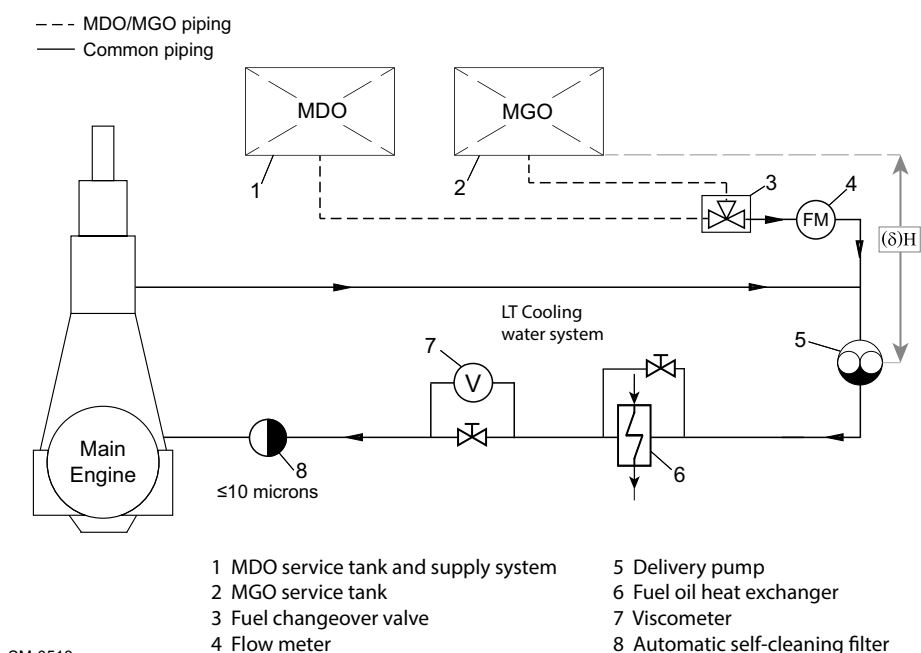 MDO/MGO piping
Common piping
MDO
MGO
1
2
3
4
FM
(δ)H
LT Cooling
water system
5
7
V
6
8
≤10 microns
Main
Engine
1 MDO service tank and supply system
2 MGO service tank
3 Fuel changeover valve
4 Flow meter
5 Delivery pump
6 Fuel oil heat exchanger
7 Viscometer
8 Automatic self-cleaning filter